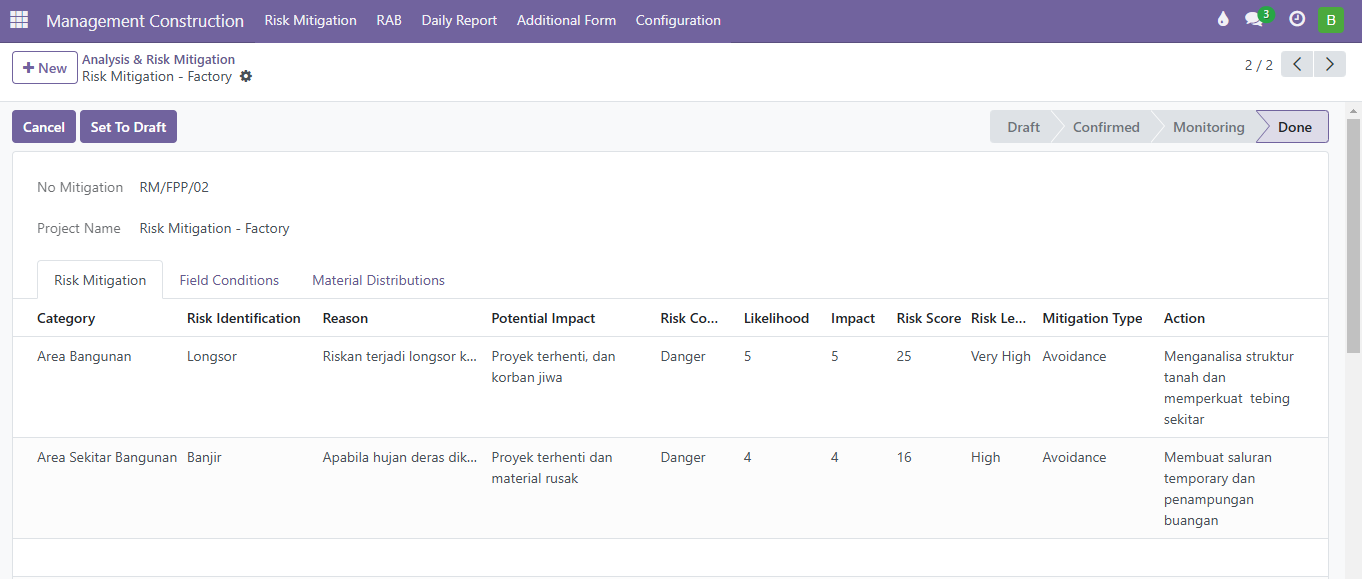 Management Construction Risk Mitigation RAB Daily Report Additional Form Configuration 3 B
New
Analysis & Risk Mitigation
Risk Mitigation - Factory
2 / 2
Cancel Set To Draft Draft Confirmed Monitoring Done
No Mitigation RM/FPP/02
Project Name Risk Mitigation - Factory
Risk Mitigation Field Conditions Material Distributions
Category Risk Identification Reason Potential Impact Risk Co... Likelihood Impact Risk Score Risk Le... Mitigation Type Action
Area Bangunan Longsor Riskan terjadi longsor k... Proyek terhenti, dan Danger 5 5 25 Very High Avoidance Menganalisa struktur
korban jiwa tanah dan
memperkuat tebing
sekitar
Area Sekitar Bangunan Banjir Apabila hujan deras dik... Proyek terhenti dan Danger 4 4 16 High Avoidance Membuat saluran
material rusak temporary dan
penampungan
buangan